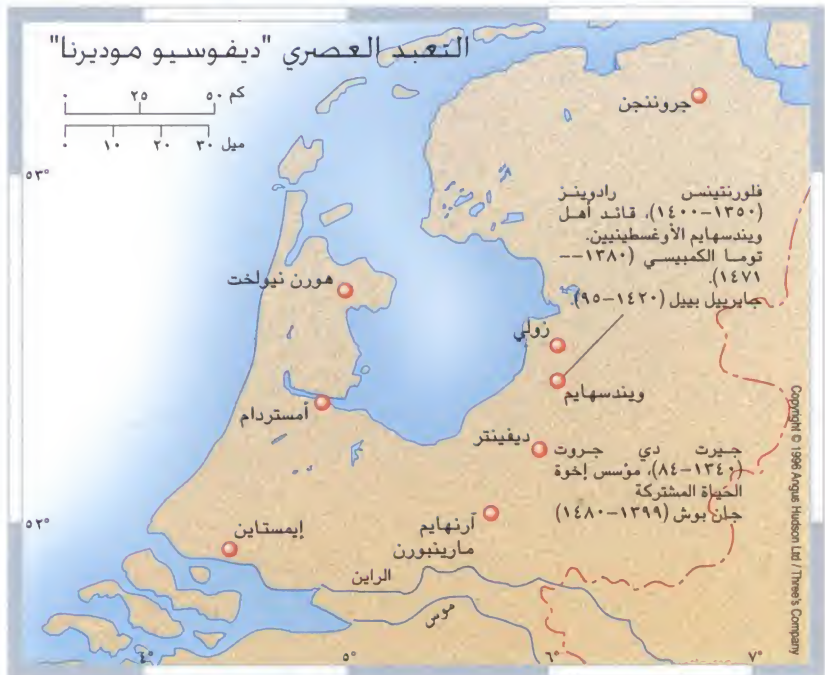 التعبد العصري "ديفوسيو موديرنا"
كم ٥٠ ٢٥ ٠
ميل ٣٠ ٢٠ ١٠ ٠
جروننجن
٥٣°
فلورنتينس رادوينز
(١٣٥٠–١٤٠٠)، قائد أهل
ويندسهايم الأوغسطينيين.
توما الكمبيسي (١٣٨٠--
١٤٧١).
جايرييل بييل (١٤٢٠–٩٥).
هورن نيولخت
زولي
ويندسهايم
أمستردام
ديفينتر
جيرت دي جروت
(١٣٤٠–٨٤)، مؤسس إخوة
الحياة المشتركة
جان بوش (١٣٩٩–١٤٨٠)
٥٢°
آرنهايم
مارينبورن
إيمستاين
الراين
موس
٤° ٥° ٦° ٧°
Copyright © 1996 Angus Hudson Ltd / Three's Company